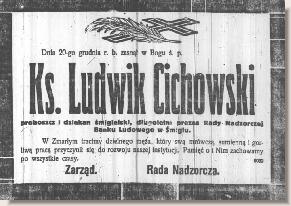 Dnia 20-go grudnia r. b. zasnął w Bogu ś. p.
Ks. Ludwik Cichowski
proboszcz i dziekan śmigielski, długoletni prezes Rady Nadzorczej
Banku Ludowego w Śmiglu.
W Zmarłym tracimy dzielnego męża, który swą mrówczą, sumienną i gor-
liwą pracą przyczynił się do rozwoju naszej instytucji. Pamięć o Nim zachowamy
po wszystkie czasy.
Zarząd. Rada Nadzorcza.